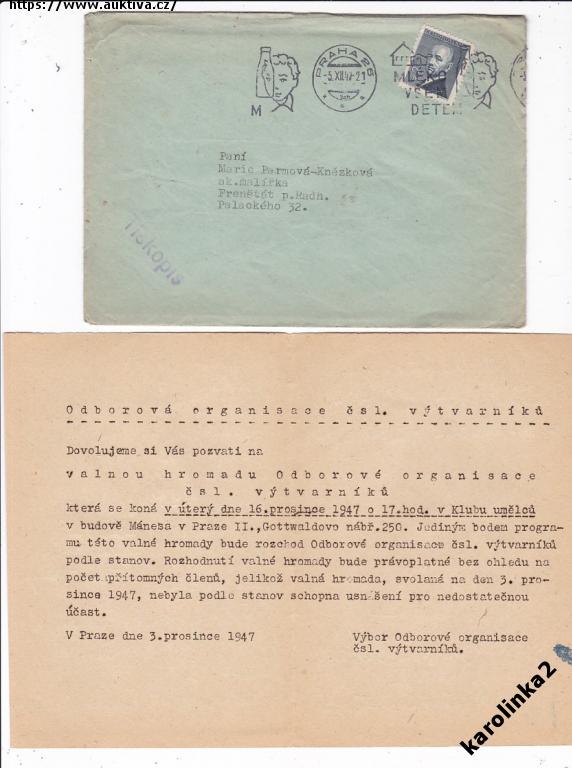 https://www.auktiva.cz/
PRAHA 25
-5.XII.47-21
MLÉKO
VŠEM
DĚTEM
M
Paní
Marie Parmová-Knězková
ak.malířka
Frenštát p.Radh.
Palackého 32.
Tiskopis
Odborová organisace čsl. výtvarníků
Dovolujeme si Vás pozvati na
valnou hromadu Odborové organisace
čsl. výtvarníků
která se koná v úterý dne 16.prosince 1947 o 17.hod. v Klubu umělců
v budově Mánesa v Praze II.,Gottwaldovo nábř.250. Jediným bodem progra-
mu této valné hromady bude rozchod Odborové organisace čsl. výtvarníků
podle stanov. Rozhodnutí valné hromady bude právoplatné bez ohledu na
počet přítomných členů, jelikož valná hromada, svolaná na den 3. pro-
since 1947, nebyla podle stanov schopna usnášení pro nedostatečnou
účast.
V Praze dne 3.prosince 1947
Výbor Odborové organisace
čsl. výtvarníků.
karolinka2